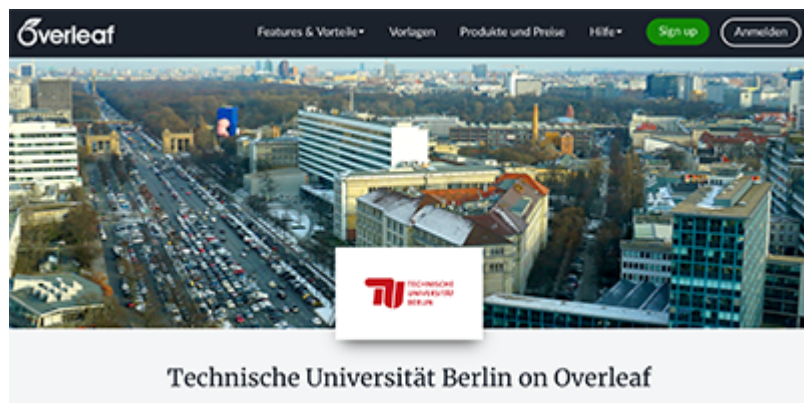 Overleaf
Features & Vorteile
Vorlagen
Produkte und Preise
Hilfe
Sign up
Anmelden
TECHNISCHE
UNIVERSITÄT
BERLIN
Technische Universität Berlin on Overleaf